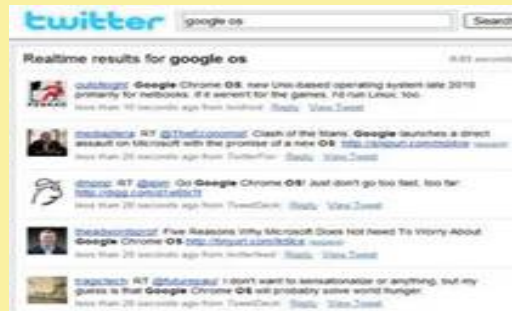 twitter google os Search
Realtime results for google os 0.03 seconds
Google Chrome OS, new Unix-based operating system late 2010
primarily for netbooks. If it weren't for the games, I'd run Linux, too.
less than 10 seconds ago from Reply View Tweet
RT @TheEconomist Clash of the titans. Google launches a direct
assault on Microsoft with the promise of a new OS
less than 20 seconds ago from TwitterFox Reply View Tweet
RT Go Google Chrome OS! Just don't go too fast, too far
less than 20 seconds ago from TweetDeck Reply View Tweet
Five Reasons Why Microsoft Does Not Need To Worry About
Google Chrome OS
less than 20 seconds ago from twitterfeed Reply View Tweet
RT I don't want to sensationalize or anything, but my
guess is that Google Chrome OS will probably solve world hunger.
less than 20 seconds ago from TweetDeck Reply View Tweet